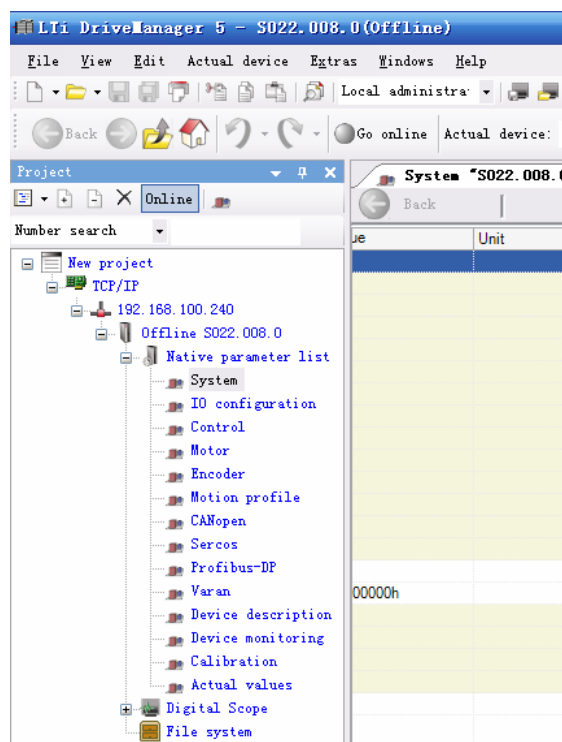 LTi DriveManager 5 - S022.008.0(Offline)
File View Edit Actual device Extras Windows Help
Local administra
Back Go online Actual device:
Project
Online
Number search
New project
TCP/IP
192.168.100.240
Offline S022.008.0
Native parameter list
System
IO configuration
Control
Motor
Encoder
Motion profile
CANopen
Sercos
Profibus-DP
Varan
Device description
Device monitoring
Calibration
Actual values
Digital Scope
File system
System "S022.008.
Back
ue Unit
00000h